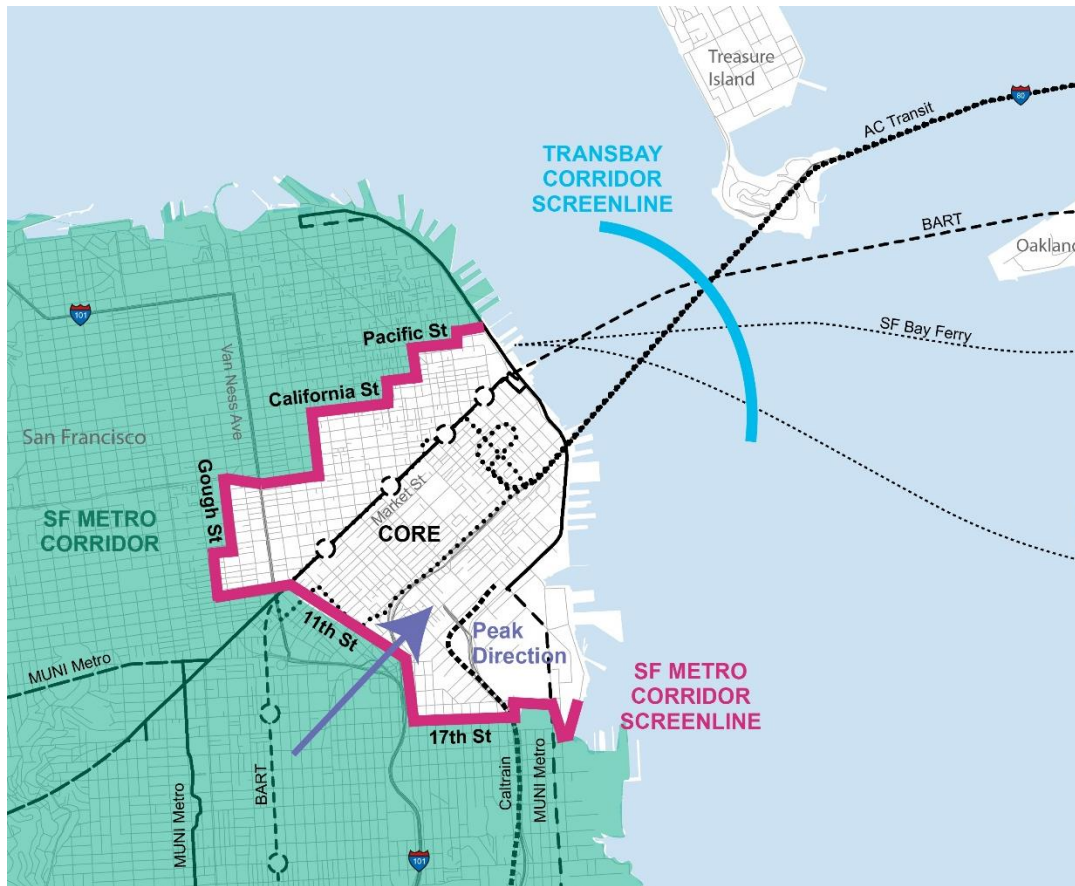 Treasure
Island
80
AC Transit
TRANSBAY
CORRIDOR
SCREENLINE
BART
Oakland
101
Pacific St
SF Bay Ferry
Van Ness Ave
California St
San Francisco
Gough St
Market St
SF METRO
CORRIDOR
CORE
11th St
Peak
Direction
MUNI Metro
SF METRO
CORRIDOR
SCREENLINE
17th St
BART
MUNI Metro
Caltrain
MUNI Metro
101